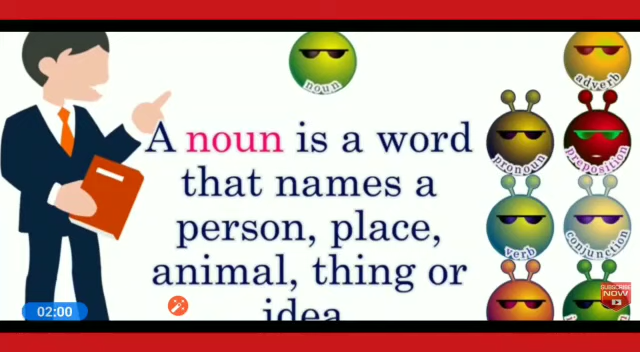 noun
adverb
A noun is a word
that names a
person, place,
animal, thing or
idea
pronoun
preposition
verb
conjunction
SUBSCRIBE
NOW
02:00